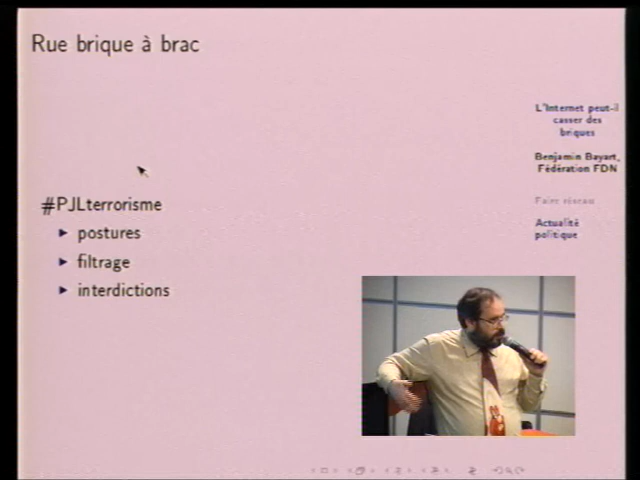 Rue brique à brac
L'Internet peut-il
casser des
briques
Benjamin Bayart,
Fédération FDN
Faire réseau
Actualité
politique
#PJLterrorisme
postures
filtrage
interdictions